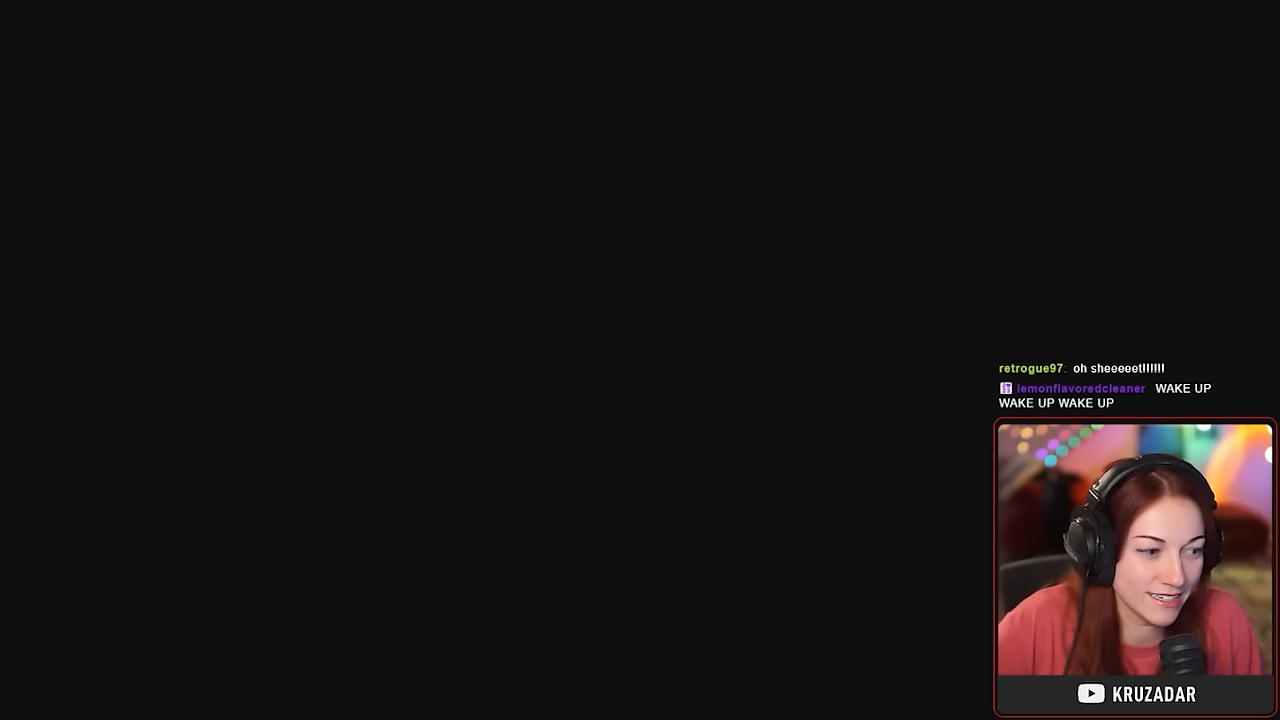 retrogue97: oh sheeeeet!!!!!!
lemonflavoredcleaner WAKE UP
WAKE UP WAKE UP
KRUZADAR